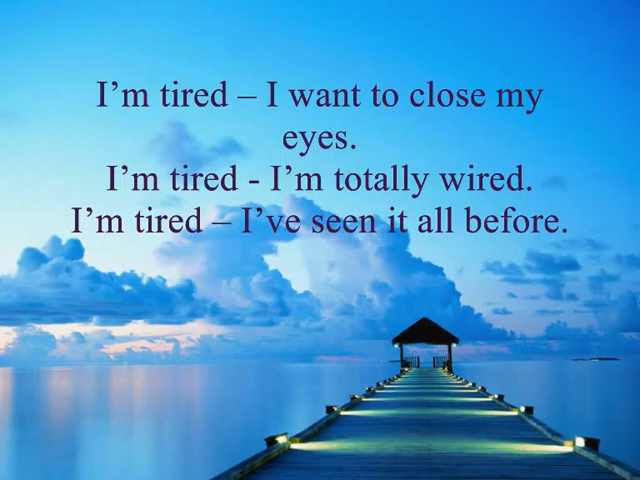 I’m tired – I want to close my
eyes.
I’m tired - I’m totally wired.
I’m tired – I’ve seen it all before.